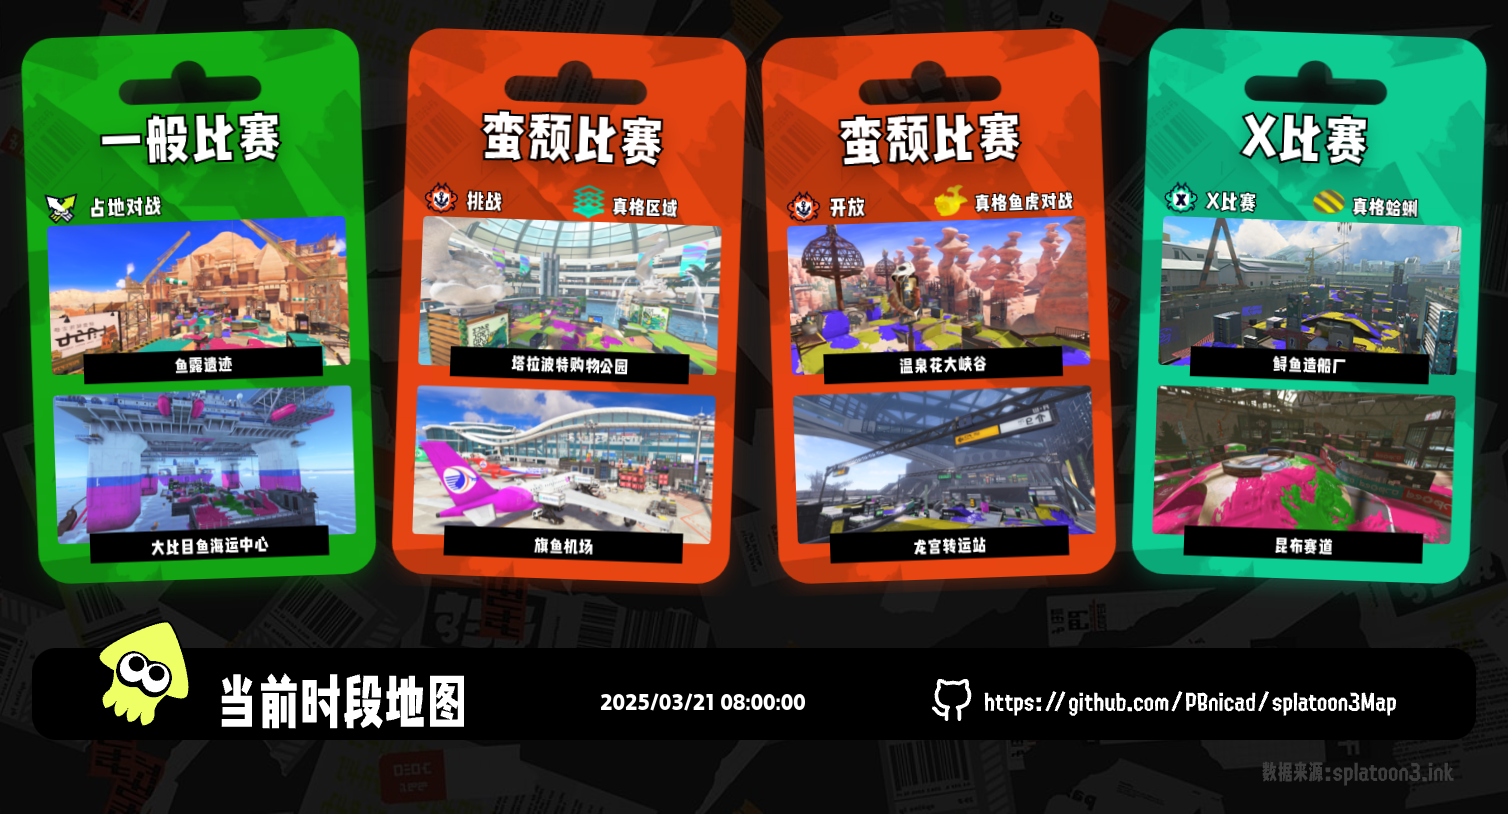 一般比赛
占地对战
鱼露遗迹
大比目鱼海运中心
蛮颓比赛
挑战
真格区域
塔拉波特购物公园
旗鱼机场
蛮颓比赛
开放
真格鱼虎对战
温泉花大峡谷
龙宫转运站
X比赛
X比赛
真格蛤蜊
鲟鱼造船厂
昆布赛道
当前时段地图
2025/03/21 08:00:00
https://github.com/PBnicad/splatoon3Map
数据来源:splatoon3.ink